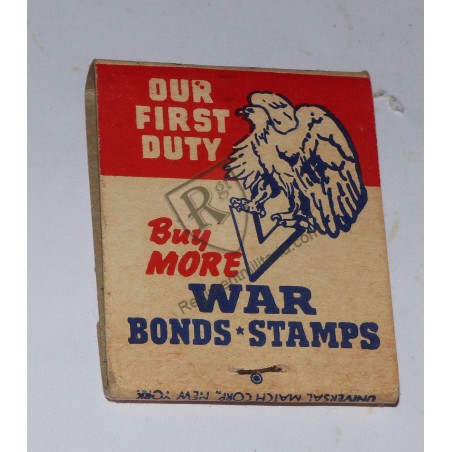 OUR
FIRST
DUTY
Buy
MORE
WAR
BONDS★STAMPS
UNIVERSAL MATCH CORP., NEW YORK